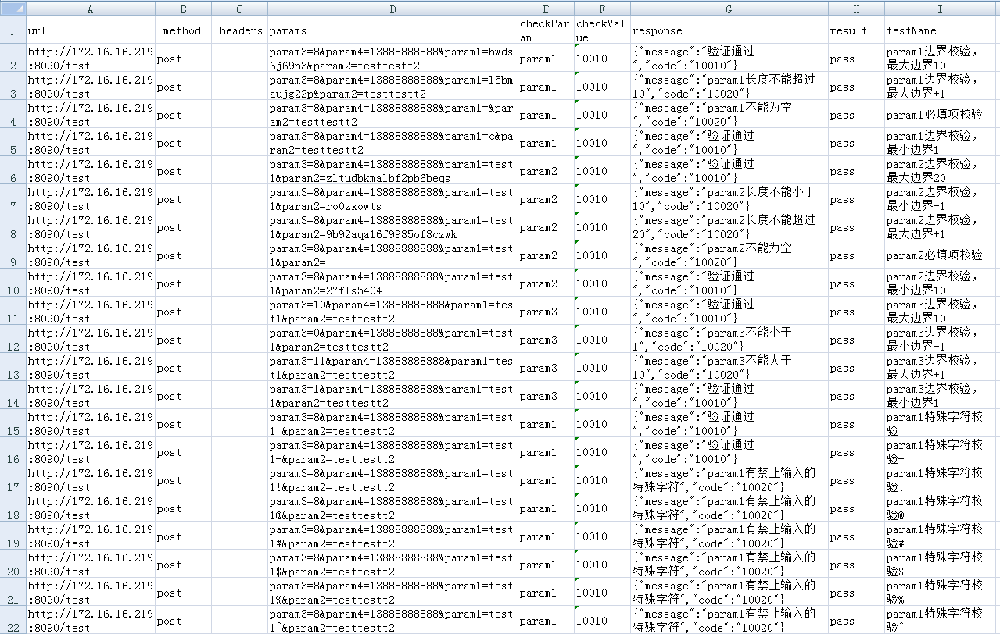 A B C D E F G H I
1 url method headers params checkParam checkValue response result testName
2 http://172.16.16.219:8090/test post param3=8&param4=13888888888&param1=hwds6j69n3&param2=testtestt2 param1 10010 {"message":"验证通过","code":"10010"} pass param1边界校验,最大边界10
3 http://172.16.16.219:8090/test post param3=8&param4=13888888888&param1=l5bmaujg22p&param2=testtestt2 param1 10010 {"message":"param1长度不能超过10","code":"10020"} pass param1边界校验,最大边界+1
4 http://172.16.16.219:8090/test post param3=8&param4=13888888888&param1=&param2=testtestt2 param1 10010 {"message":"param1不能为空","code":"10020"} pass param1必填项校验
5 http://172.16.16.219:8090/test post param3=8&param4=13888888888&param1=c&param2=testtestt2 param1 10010 {"message":"验证通过","code":"10010"} pass param1边界校验,最小边界1
6 http://172.16.16.219:8090/test post param3=8&param4=13888888888&param1=test1&param2=zltudbkmalbf2pb6beqs param2 10010 {"message":"验证通过","code":"10010"} pass param2边界校验,最大边界20
7 http://172.16.16.219:8090/test post param3=8&param4=13888888888&param1=test1&param2=ro0zxowts param2 10010 {"message":"param2长度不能小于10","code":"10020"} pass param2边界校验,最小边界-1
8 http://172.16.16.219:8090/test post param3=8&param4=13888888888&param1=test1&param2=9b92aqal6f9985of8czwk param2 10010 {"message":"param2长度不能超过20","code":"10020"} pass param2边界校验,最大边界+1
9 http://172.16.16.219:8090/test post param3=8&param4=13888888888&param1=test1&param2= param2 10010 {"message":"param2不能为空","code":"10020"} pass param2必填项校验
10 http://172.16.16.219:8090/test post param3=8&param4=13888888888&param1=test1&param2=27fls5404l param2 10010 {"message":"验证通过","code":"10010"} pass param2边界校验,最小边界10
11 http://172.16.16.219:8090/test post param3=10&param4=13888888888&param1=test1&param2=testtestt2 param3 10010 {"message":"验证通过","code":"10010"} pass param3边界校验,最大边界10
12 http://172.16.16.219:8090/test post param3=0&param4=13888888888&param1=test1&param2=testtestt2 param3 10010 {"message":"param3不能小于1","code":"10020"} pass param3边界校验,最小边界-1
13 http://172.16.16.219:8090/test post param3=11&param4=13888888888&param1=test1&param2=testtestt2 param3 10010 {"message":"param3不能大于10","code":"10020"} pass param3边界校验,最大边界+1
14 http://172.16.16.219:8090/test post param3=1&param4=13888888888&param1=test1&param2=testtestt2 param3 10010 {"message":"验证通过","code":"10010"} pass param3边界校验,最小边界1
15 http://172.16.16.219:8090/test post param3=8&param4=13888888888&param1=test1_&param2=testtestt2 param1 10010 {"message":"验证通过","code":"10010"} pass param1特殊字符校验_
16 http://172.16.16.219:8090/test post param3=8&param4=13888888888&param1=test1-&param2=testtestt2 param1 10010 {"message":"验证通过","code":"10010"} pass param1特殊字符校验-
17 http://172.16.16.219:8090/test post param3=8&param4=13888888888&param1=test1!&param2=testtestt2 param1 10010 {"message":"param1有禁止输入的特殊字符","code":"10020"} pass param1特殊字符校验!
18 http://172.16.16.219:8090/test post param3=8&param4=13888888888&param1=test1@&param2=testtestt2 param1 10010 {"message":"param1有禁止输入的特殊字符","code":"10020"} pass param1特殊字符校验@
19 http://172.16.16.219:8090/test post param3=8&param4=13888888888&param1=test1#&param2=testtestt2 param1 10010 {"message":"param1有禁止输入的特殊字符","code":"10020"} pass param1特殊字符校验#
20 http://172.16.16.219:8090/test post param3=8&param4=13888888888&param1=test1$&param2=testtestt2 param1 10010 {"message":"param1有禁止输入的特殊字符","code":"10020"} pass param1特殊字符校验$
21 http://172.16.16.219:8090/test post param3=8&param4=13888888888&param1=test1%&param2=testtestt2 param1 10010 {"message":"param1有禁止输入的特殊字符","code":"10020"} pass param1特殊字符校验%
22 http://172.16.16.219:8090/test post param3=8&param4=13888888888&param1=test1^&param2=testtestt2 param1 10010 {"message":"param1有禁止输入的特殊字符","code":"10020"} pass param1特殊字符校验^